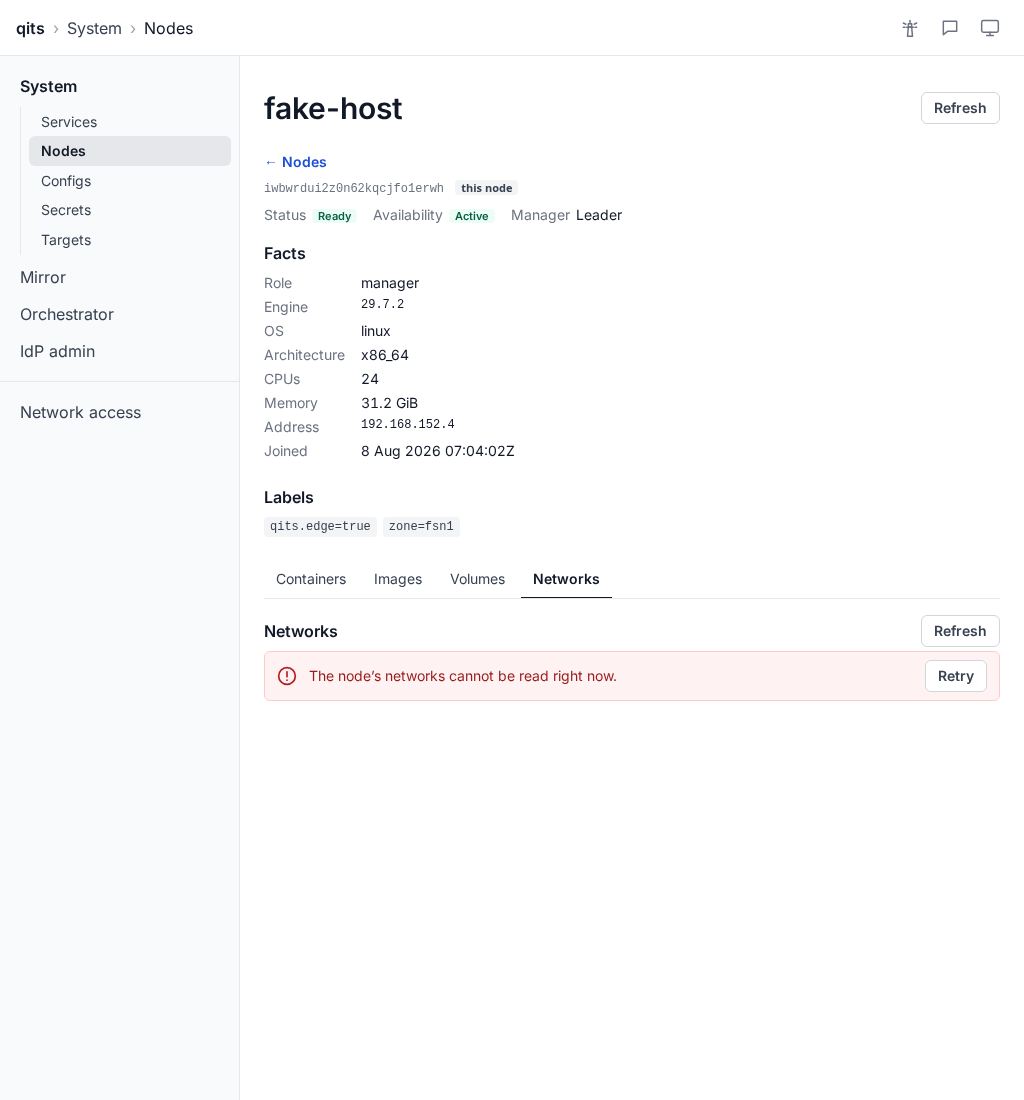 qits › System › Nodes
System
Services
Nodes
Configs
Secrets
Targets
Mirror
Orchestrator
IdP admin
Network access
fake-host
Refresh
← Nodes
iwbwrdui2z0n62kqcjfo1erwh this node
Status Ready Availability Active Manager Leader
Facts
Role manager
Engine 29.7.2
OS linux
Architecture x86_64
CPUs 24
Memory 31.2 GiB
Address 192.168.152.4
Joined 8 Aug 2026 07:04:02Z
Labels
qits.edge=true zone=fsn1
Containers Images Volumes Networks
Networks Refresh
The node’s networks cannot be read right now. Retry